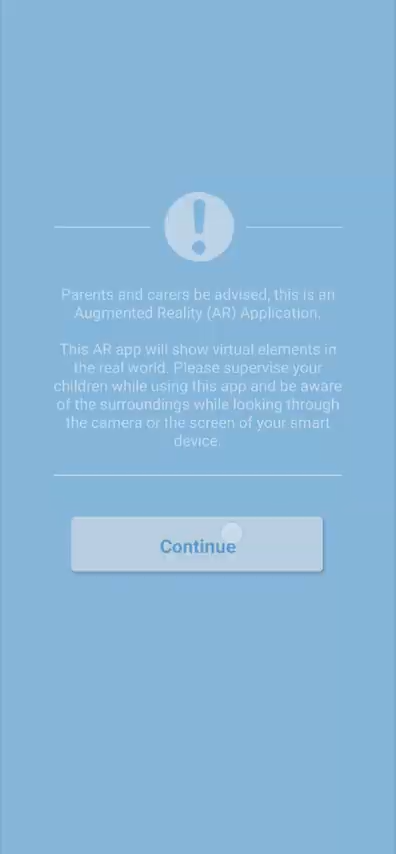 Parents and carers be advised, this is an
Augmented Reality (AR) Application.
This AR app will show virtual elements in
the real world. Please supervise your
children while using this app and be aware
of the surroundings while looking through
the camera or the screen of your smart
device.
Continue